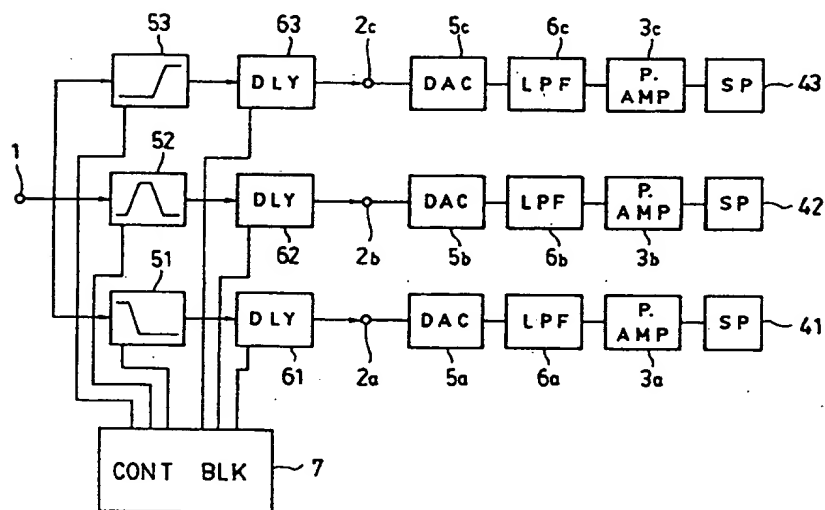 53 63 2c 5c 6c 3c
DLY DAC LPF P. AMP SP 43
1 52
DLY DAC LPF P. AMP SP 42
62 2b 5b 6b 3b
51
DLY DAC LPF P. AMP SP 41
61 2a 5a 6a 3a
CONT BLK 7